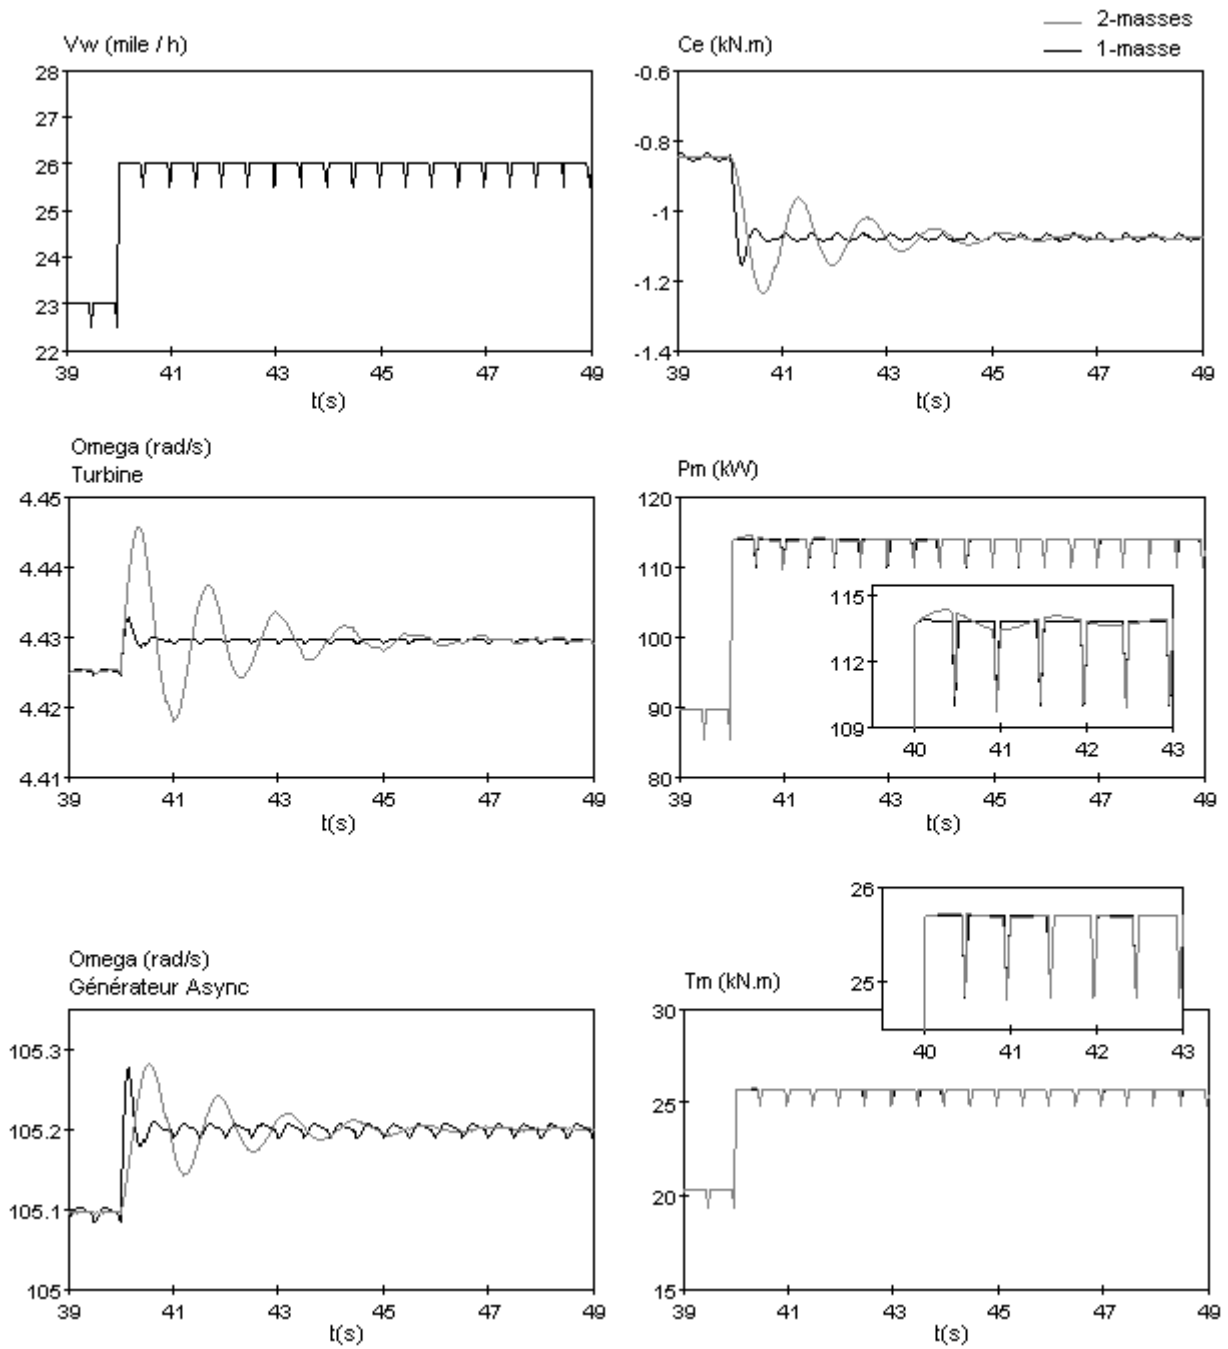 2-masses
1-masse
Vw (mile / h)
28
27
26
25
24
23
22
39 41 43 45 47 49
t(s)
Ce (kN.m)
-0.6
-0.8
-1
-1.2
-1.4
39 41 43 45 47 49
t(s)
Omega (rad/s)
Turbine
4.45
4.44
4.43
4.42
4.41
39 41 43 45 47 49
t(s)
Pm (kW)
120
110
100
90
80
39 41 43 45 47 49
t(s)
115
112
109
40 41 42 43
Omega (rad/s)
Générateur Async
105.3
105.2
105.1
105
39 41 43 45 47 49
t(s)
26
25
40 41 42 43
Tm (kN.m)
30
25
20
15
39 41 43 45 47 49
t(s)